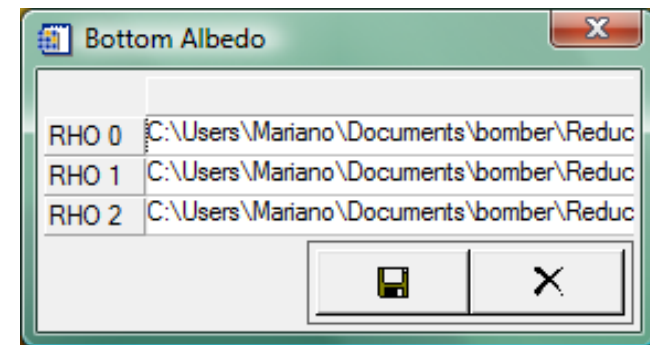 Bottom Albedo
RHO 0 C:\Users\Mariano\Documents\bomber\Reduc
RHO 1 C:\Users\Mariano\Documents\bomber\Reduc
RHO 2 C:\Users\Mariano\Documents\bomber\Reduc